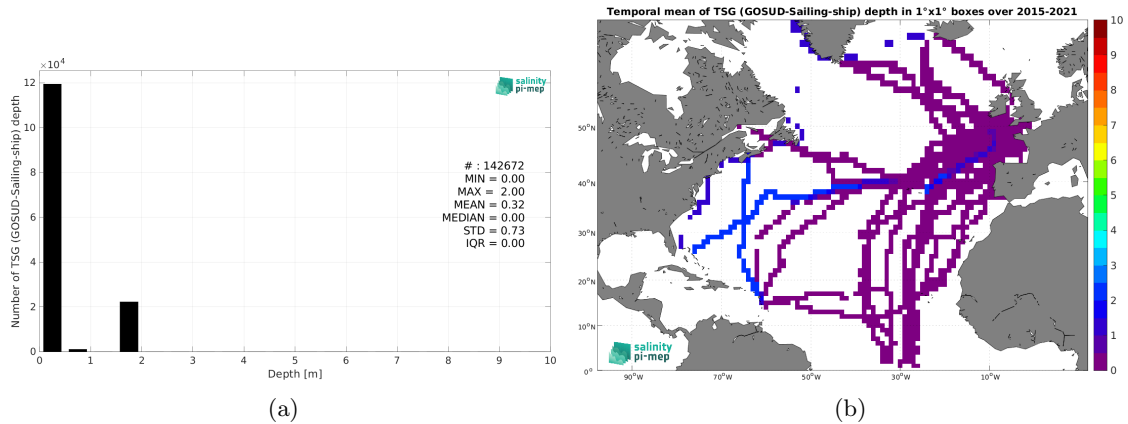 ×10⁴
12
10
8
6
4
2
0
Number of TSG (GOSUD-Sailing-ship) depth
salinity
pi-mep
# : 142672
MIN = 0.00
MAX = 2.00
MEAN = 0.32
MEDIAN = 0.00
STD = 0.73
IQR = 0.00
0 1 2 3 4 5 6 7 8 9 10
Depth [m]
(a)
Temporal mean of TSG (GOSUD-Sailing-ship) depth in 1°x1° boxes over 2015-2021
50°N
40°N
30°N
20°N
10°N
0°
90°W 70°W 50°W 30°W 10°W
salinity
pi-mep
10
9
8
7
6
5
4
3
2
1
0
(b)